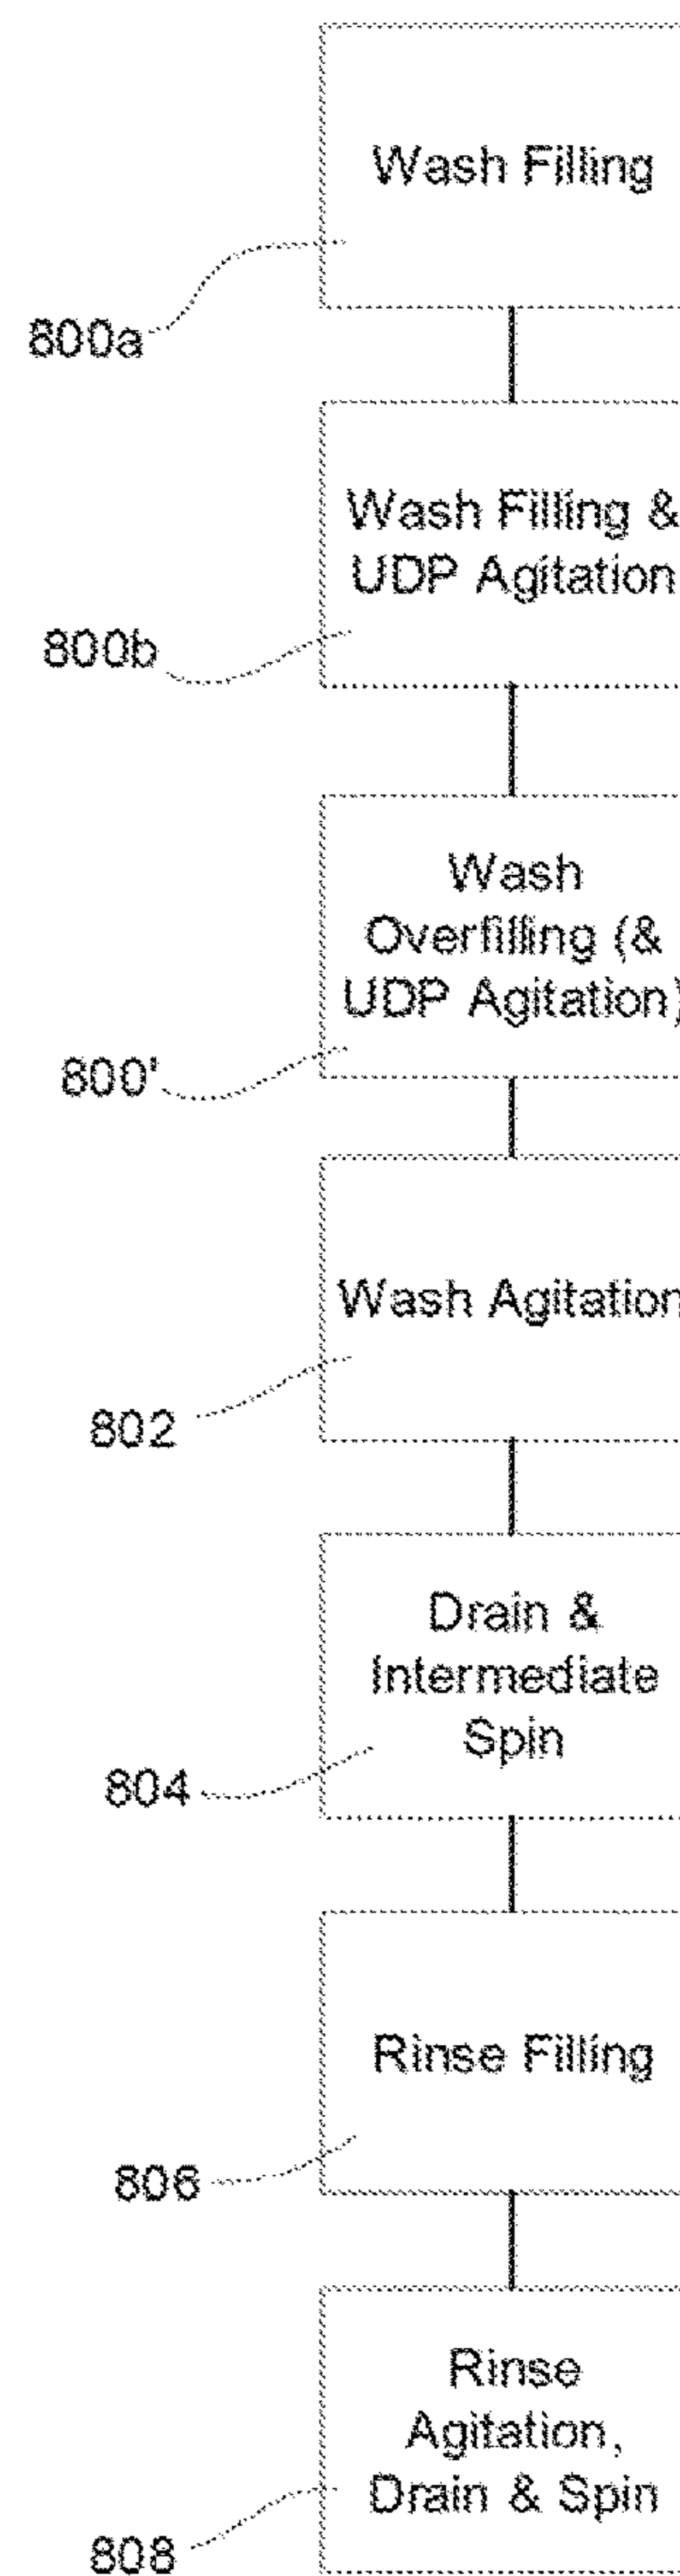 Wash Filling
800a
Wash Filling &
UDP Agitation
800b
Wash
Overfilling (&
UDP Agitation)
800'
Wash Agitation
802
Drain &
Intermediate
Spin
804
Rinse Filling
806
Rinse
Agitation,
Drain & Spin
808